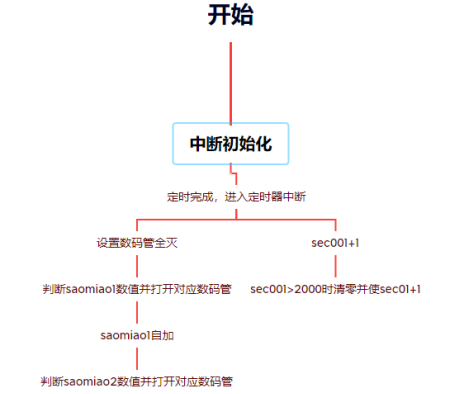 开始
中断初始化
定时完成，进入定时器中断
设置数码管全灭
sec001+1
判断saomiao1数值并打开对应数码管
sec001>2000时清零并使sec01+1
saomiao1自加
判断saomiao2数值并打开对应数码管